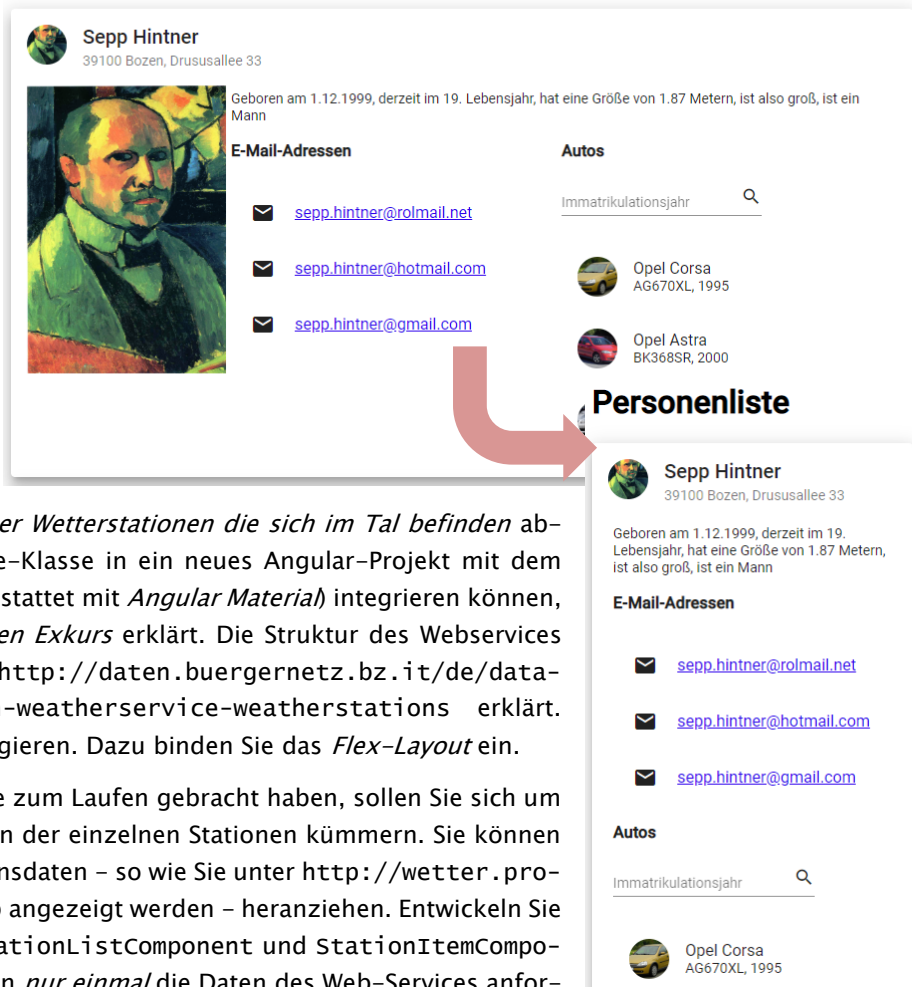 Sepp Hintner
39100 Bozen, Drususallee 33
Geboren am 1.12.1999, derzeit im 19. Lebensjahr, hat eine Größe von 1.87 Metern, ist also groß, ist ein
Mann
E-Mail-Adressen
sepp.hintner@rolmail.net
sepp.hintner@hotmail.com
sepp.hintner@gmail.com
Autos
Immatrikulationsjahr
Opel Corsa
AG670XL, 1995
Opel Astra
BK368SR, 2000
Personenliste
Sepp Hintner
39100 Bozen, Drususallee 33
Geboren am 1.12.1999, derzeit im 19.
Lebensjahr, hat eine Größe von 1.87 Metern,
ist also groß, ist ein Mann
E-Mail-Adressen
sepp.hintner@rolmail.net
sepp.hintner@hotmail.com
sepp.hintner@gmail.com
Autos
Immatrikulationsjahr
Opel Corsa
AG670XL, 1995
er Wetterstationen die sich im Tal befinden ab-
e-Klasse in ein neues Angular-Projekt mit dem
stattet mit Angular Material) integrieren können,
en Exkurs erklärt. Die Struktur des Webservices
http://daten.buergernetz.bz.it/de/data-
-weatherservice-weatherstations erklärt.
gieren. Dazu binden Sie das Flex-Layout ein.
e zum Laufen gebracht haben, sollen Sie sich um
n der einzelnen Stationen kümmern. Sie können
nsdaten – so wie Sie unter http://wetter.pro-
angezeigt werden – heranziehen. Entwickeln Sie
ationListComponent und StationItemCompo-
n nur einmal die Daten des Web-Services anfor-